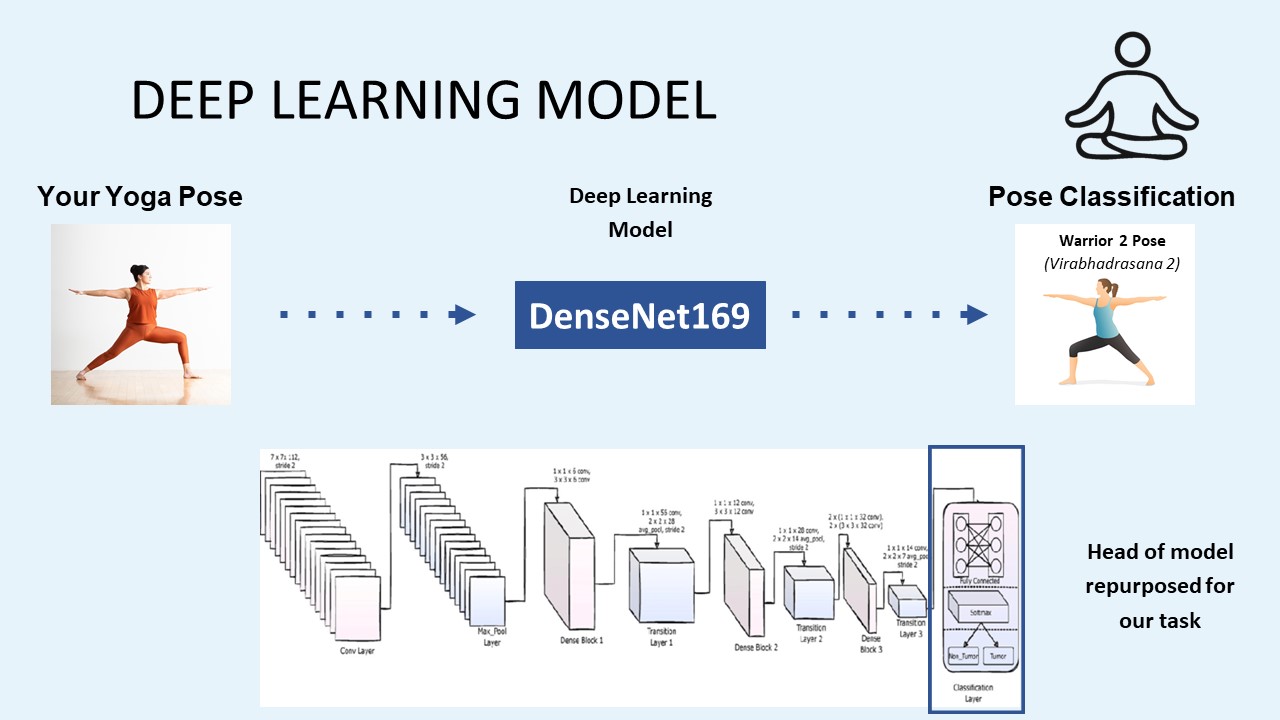 DEEP LEARNING MODEL
Your Yoga Pose
Deep Learning
Model
Pose Classification
DenseNet169
Warrior 2 Pose
(Virabhadrasana 2)
7 x 7x 112,
stride 2
Conv Layer
3 x 3 x 56,
stride 2
Max_Pool
Layer
1 x 1 x 6 conv,
3 x 3 x 6 conv
Dense Block 1
1 x 1 x 56 conv,
2 x 2 x 28
avg_pool, stride 2
Transition
Layer 1
1 x 1 x 12 conv,
3 x 3 x 12 conv
Dense Block 2
1 x 1 x 28 conv,
2 x 2 x 14 avg_pool,
stride 2
Transition
Layer 2
2 x (1 x 1 x 32 conv),
2 x (3 x 3 x 32 conv)
Dense
Block 3
1 x 1 x 14 conv,
2 x 2 x 7 avg_poo
stride 2
Transition
Layer 3
Fully Connected
Softmax
Non_Tumor
Tumor
Classification
Layer
Head of model
repurposed for
our task